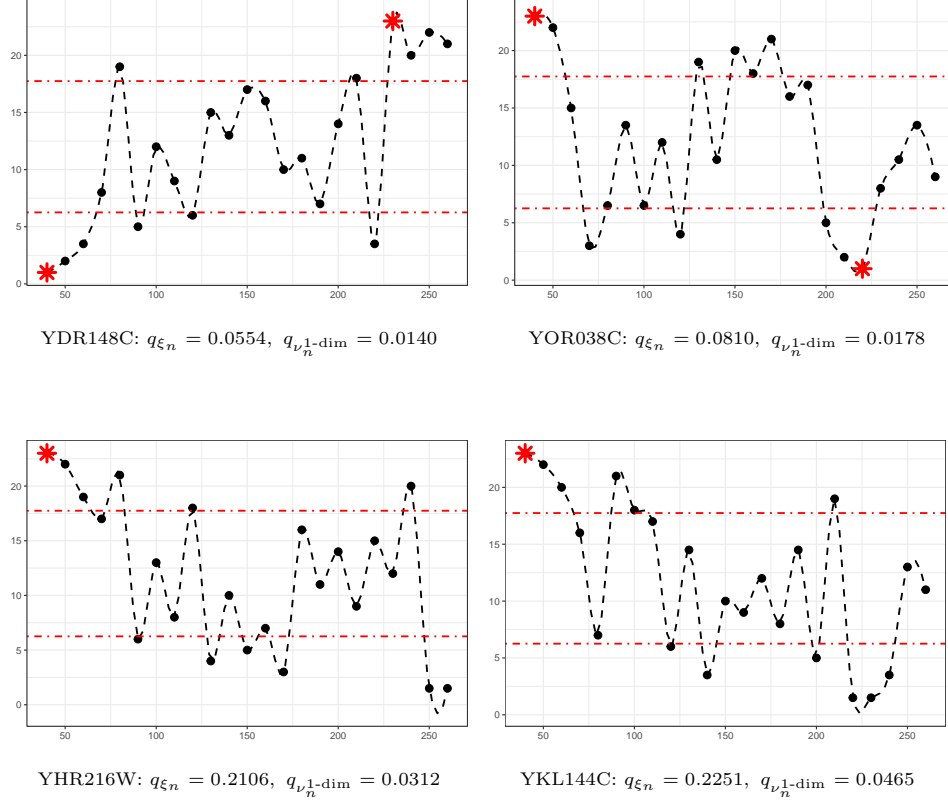 20
15
10
5
0
50 100 150 200 250
YDR148C: q_{ξ_n} = 0.0554, q_{ν_n^{1-dim}} = 0.0140
20
15
10
5
0
50 100 150 200 250
YOR038C: q_{ξ_n} = 0.0810, q_{ν_n^{1-dim}} = 0.0178
20
15
10
5
0
50 100 150 200 250
YHR216W: q_{ξ_n} = 0.2106, q_{ν_n^{1-dim}} = 0.0312
20
15
10
5
0
50 100 150 200 250
YKL144C: q_{ξ_n} = 0.2251, q_{ν_n^{1-dim}} = 0.0465